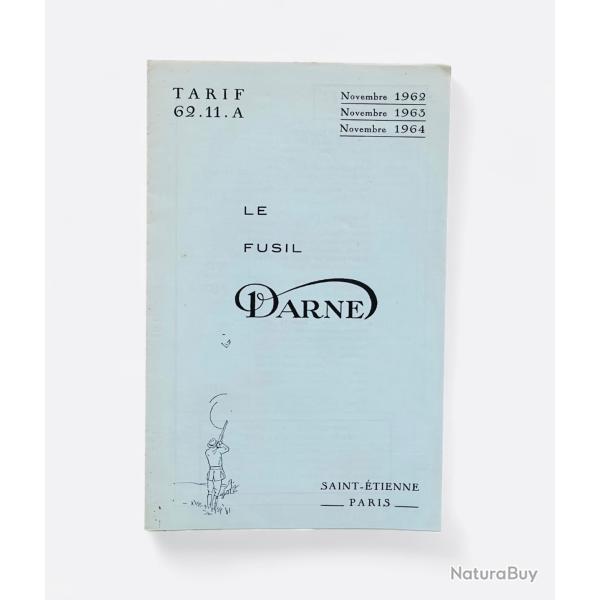 TARIF
62.11.A
Novembre 1962
Novembre 1963
Novembre 1964
LE
FUSIL
DARNE
SAINT-ÉTIENNE
PARIS
NaturaBuy